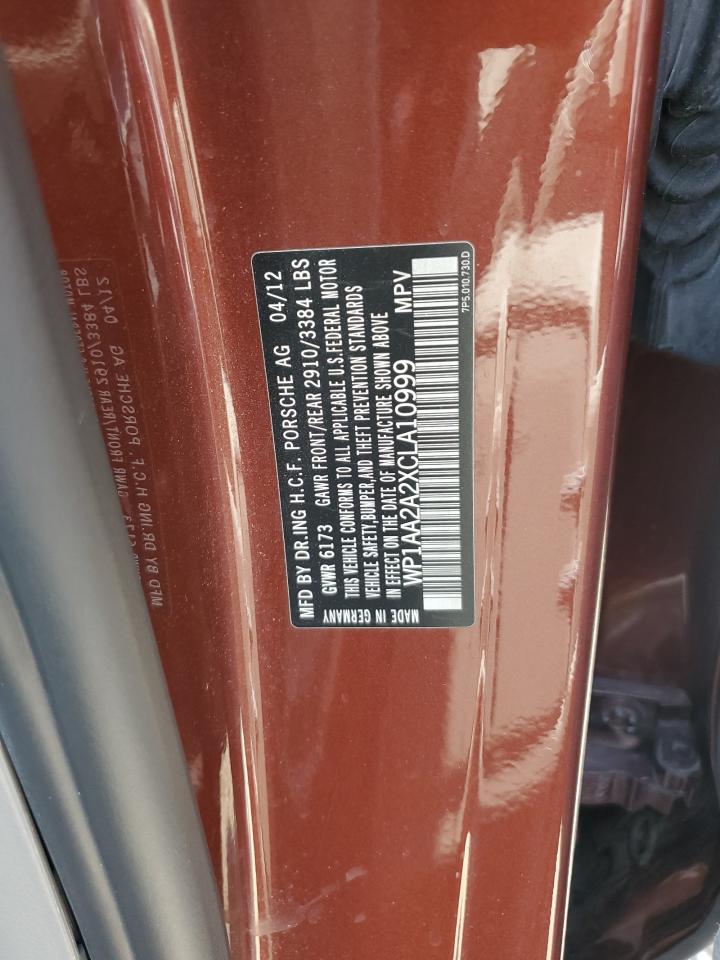 MFD BY DR.ING H.C.F. PORSCHE AG 04/12
GVWR 6173 GAWR FRONT/REAR 2910/3384 LBS
THIS VEHICLE CONFORMS TO ALL APPLICABLE U.S.FEDERAL MOTOR
VEHICLE SAFETY,BUMPER,AND THEFT PREVENTION STANDARDS
IN EFFECT ON THE DATE OF MANUFACTURE SHOWN ABOVE
WP1AA2A2XCLA10999 MPV
MADE IN GERMANY
7P5.010.730.D